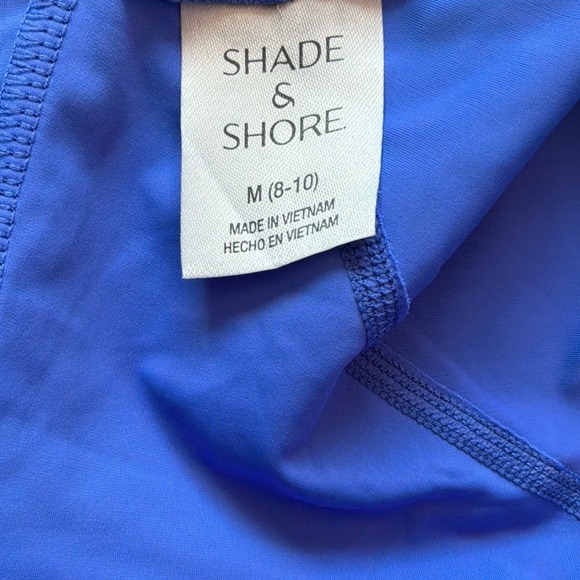 SHADE
&
SHORE.
M (8-10)
MADE IN VIETNAM
HECHO EN VIETNAM